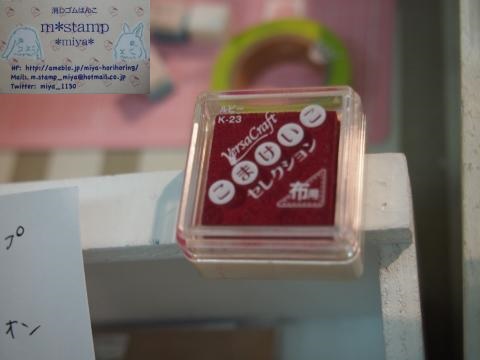 消しゴムはんこ
m*stamp
*miya*
HP: http://ameblo.jp/miya-horihoring/
Mail: m.stamp_miya@hotmail.co.jp
Twitter: miya_1130
ルビー
K-23
VersaCraft
こまけいこ
セレクション
布用
プ
オン